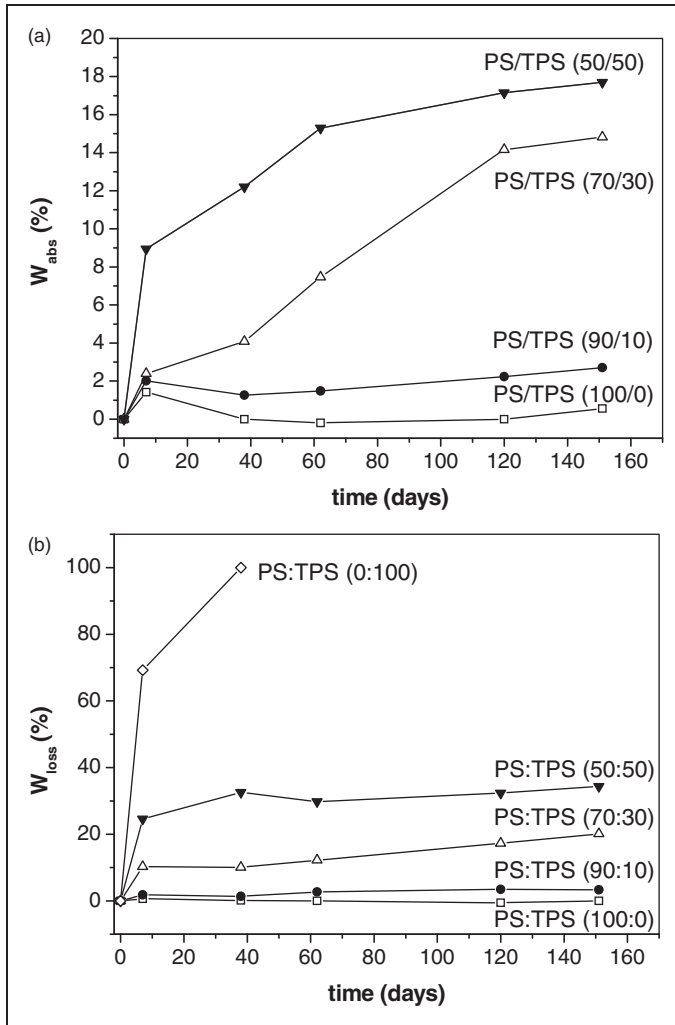 (a)
20
18
16
14
12
10
8
6
4
2
0
W abs (%)
PS/TPS (50/50)
PS/TPS (70/30)
PS/TPS (90/10)
PS/TPS (100/0)
0 20 40 60 80 100 120 140 160
time (days)
(b)
100
80
60
40
20
0
W loss (%)
PS:TPS (0:100)
PS:TPS (50:50)
PS:TPS (70:30)
PS:TPS (90:10)
PS:TPS (100:0)
0 20 40 60 80 100 120 140 160
time (days)